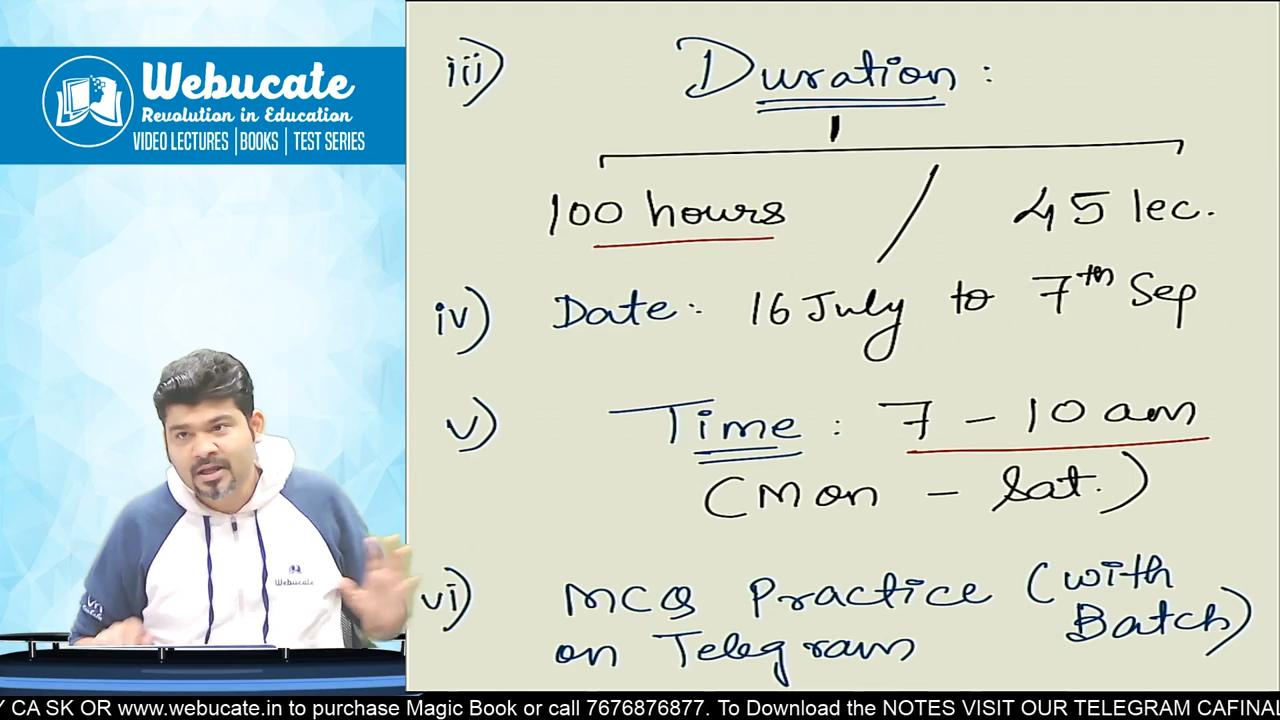 Webucate
Revolution in Education
VIDEO LECTURES | BOOKS | TEST SERIES
iii) Duration :
100 hours / 45 lec.
iv) Date : 16 July to 7th Sep
v) Time : 7 - 10 am
(Mon - Sat.)
vi) MCQ Practice (with
on Telegram Batch)
Webucate
Y CA SK OR www.webucate.in to purchase Magic Book or call 7676876877. To Download the NOTES VISIT OUR TELEGRAM CAFINAL